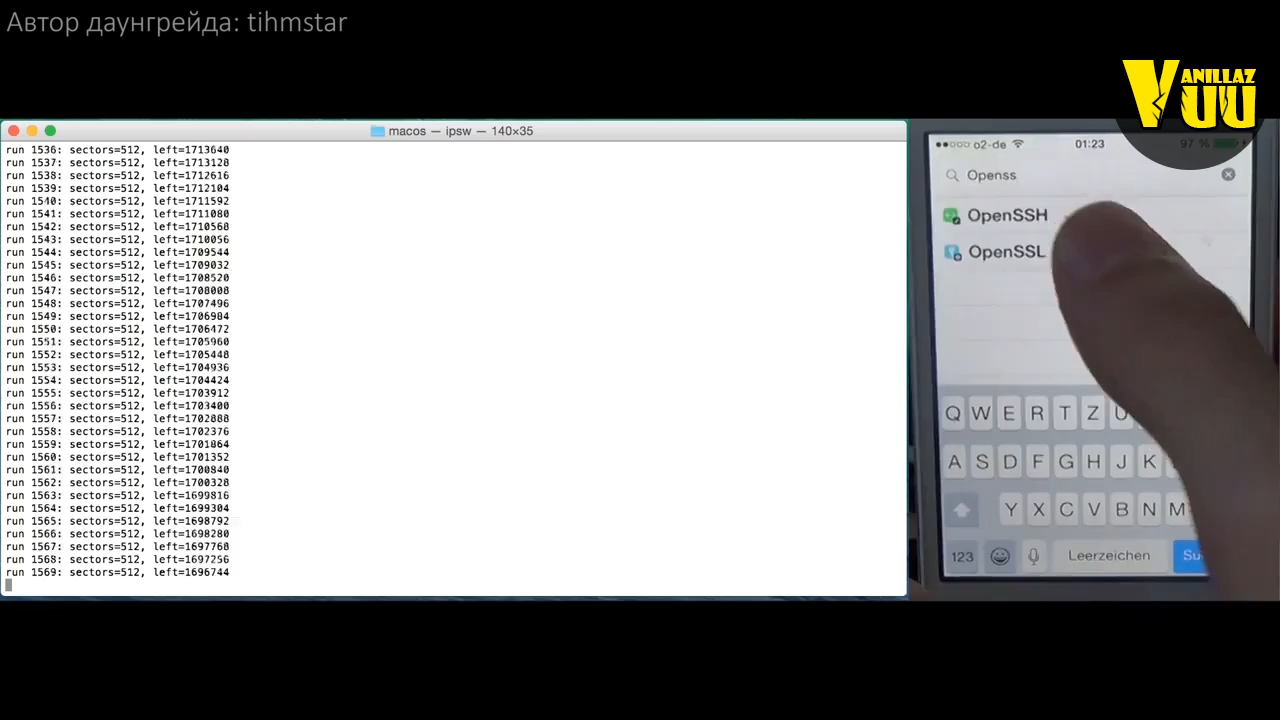 Автор даунгрейда: tihmstar
VANILLAZ
YUU
macos — ipsw — 140×35
run 1536: sectors=512, left=1713640
run 1537: sectors=512, left=1713128
run 1538: sectors=512, left=1712616
run 1539: sectors=512, left=1712104
run 1540: sectors=512, left=1711592
run 1541: sectors=512, left=1711080
run 1542: sectors=512, left=1710568
run 1543: sectors=512, left=1710056
run 1544: sectors=512, left=1709544
run 1545: sectors=512, left=1709032
run 1546: sectors=512, left=1708520
run 1547: sectors=512, left=1708008
run 1548: sectors=512, left=1707496
run 1549: sectors=512, left=1706984
run 1550: sectors=512, left=1706472
run 1551: sectors=512, left=1705960
run 1552: sectors=512, left=1705448
run 1553: sectors=512, left=1704936
run 1554: sectors=512, left=1704424
run 1555: sectors=512, left=1703912
run 1556: sectors=512, left=1703400
run 1557: sectors=512, left=1702888
run 1558: sectors=512, left=1702376
run 1559: sectors=512, left=1701864
run 1560: sectors=512, left=1701352
run 1561: sectors=512, left=1700840
run 1562: sectors=512, left=1700328
run 1563: sectors=512, left=1699816
run 1564: sectors=512, left=1699304
run 1565: sectors=512, left=1698792
run 1566: sectors=512, left=1698280
run 1567: sectors=512, left=1697768
run 1568: sectors=512, left=1697256
run 1569: sectors=512, left=1696744
o2-de 01:23 97 %
Openss
OpenSSH
OpenSSL
Q W E R T Z U
A S D F G H J K
Y X C V B N M
123 Leerzeichen